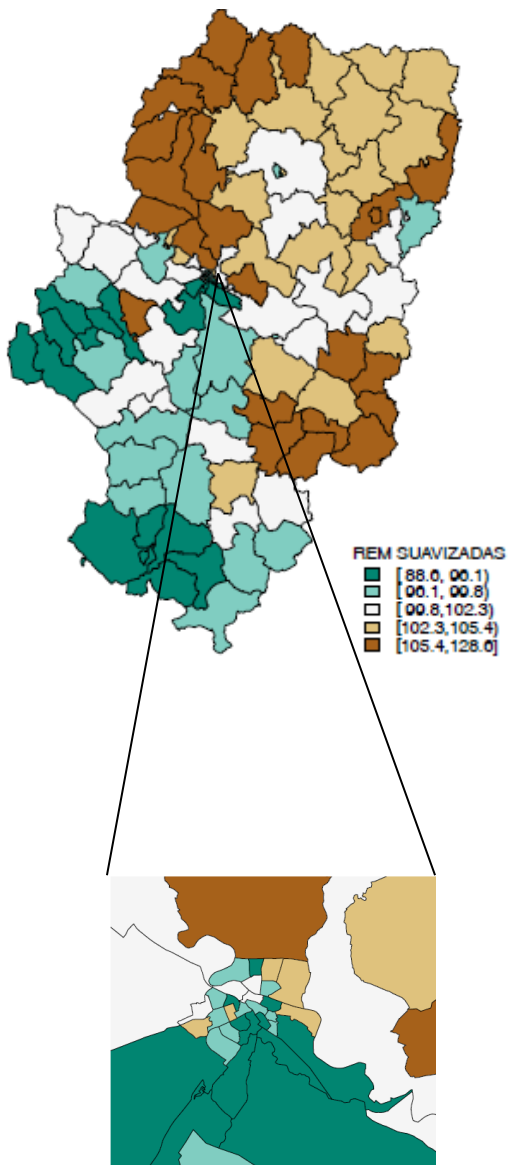 REM SUAVIZADAS
[ 88.6, 96.1)
[ 96.1, 99.8)
[ 99.8,102.3)
[102.3,105.4)
[105.4,128.6]